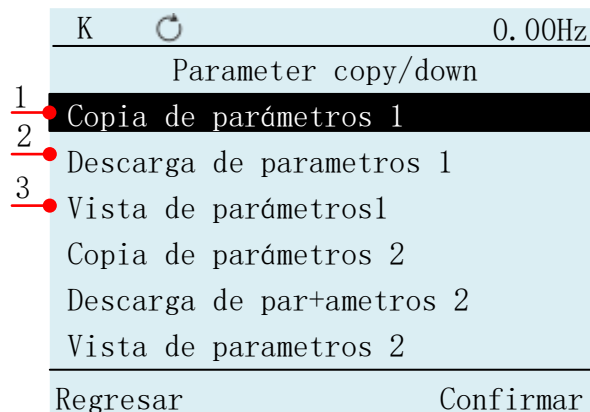 K 0.00Hz
Parameter copy/down
1
Copia de parámetros 1
2
Descarga de parametros 1
3
Vista de parámetros1
Copia de parámetros 2
Descarga de par+ametros 2
Vista de parametros 2
Regresar Confirmar